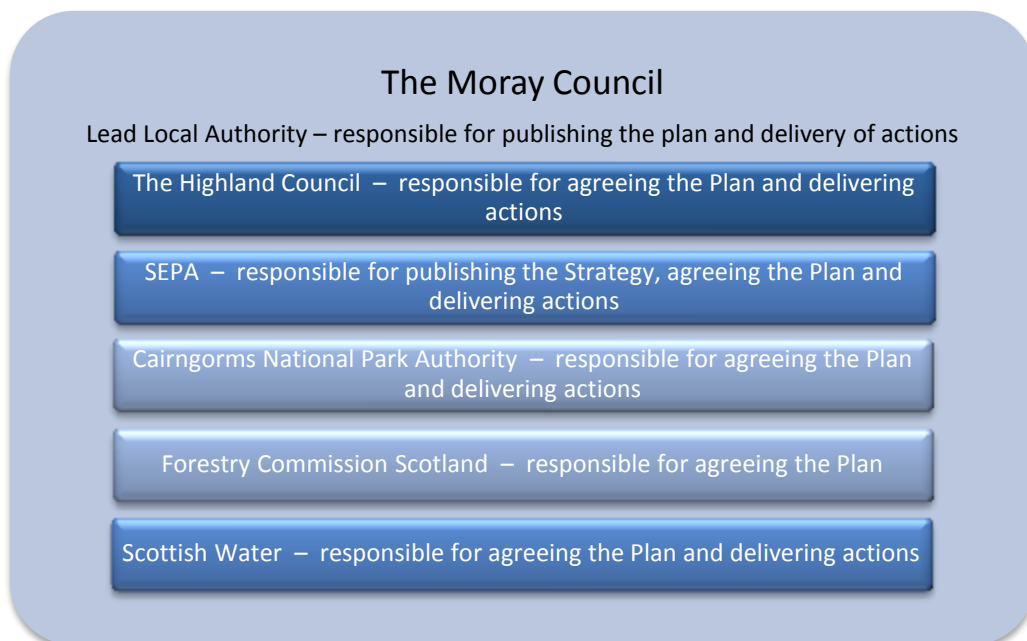 The Moray Council
Lead Local Authority – responsible for publishing the plan and delivery of actions
The Highland Council – responsible for agreeing the Plan and delivering
actions
SEPA – responsible for publishing the Strategy, agreeing the Plan and
delivering actions
Cairngorms National Park Authority – responsible for agreeing the Plan
and delivering actions
Forestry Commission Scotland – responsible for agreeing the Plan
Scottish Water – responsible for agreeing the Plan and delivering actions